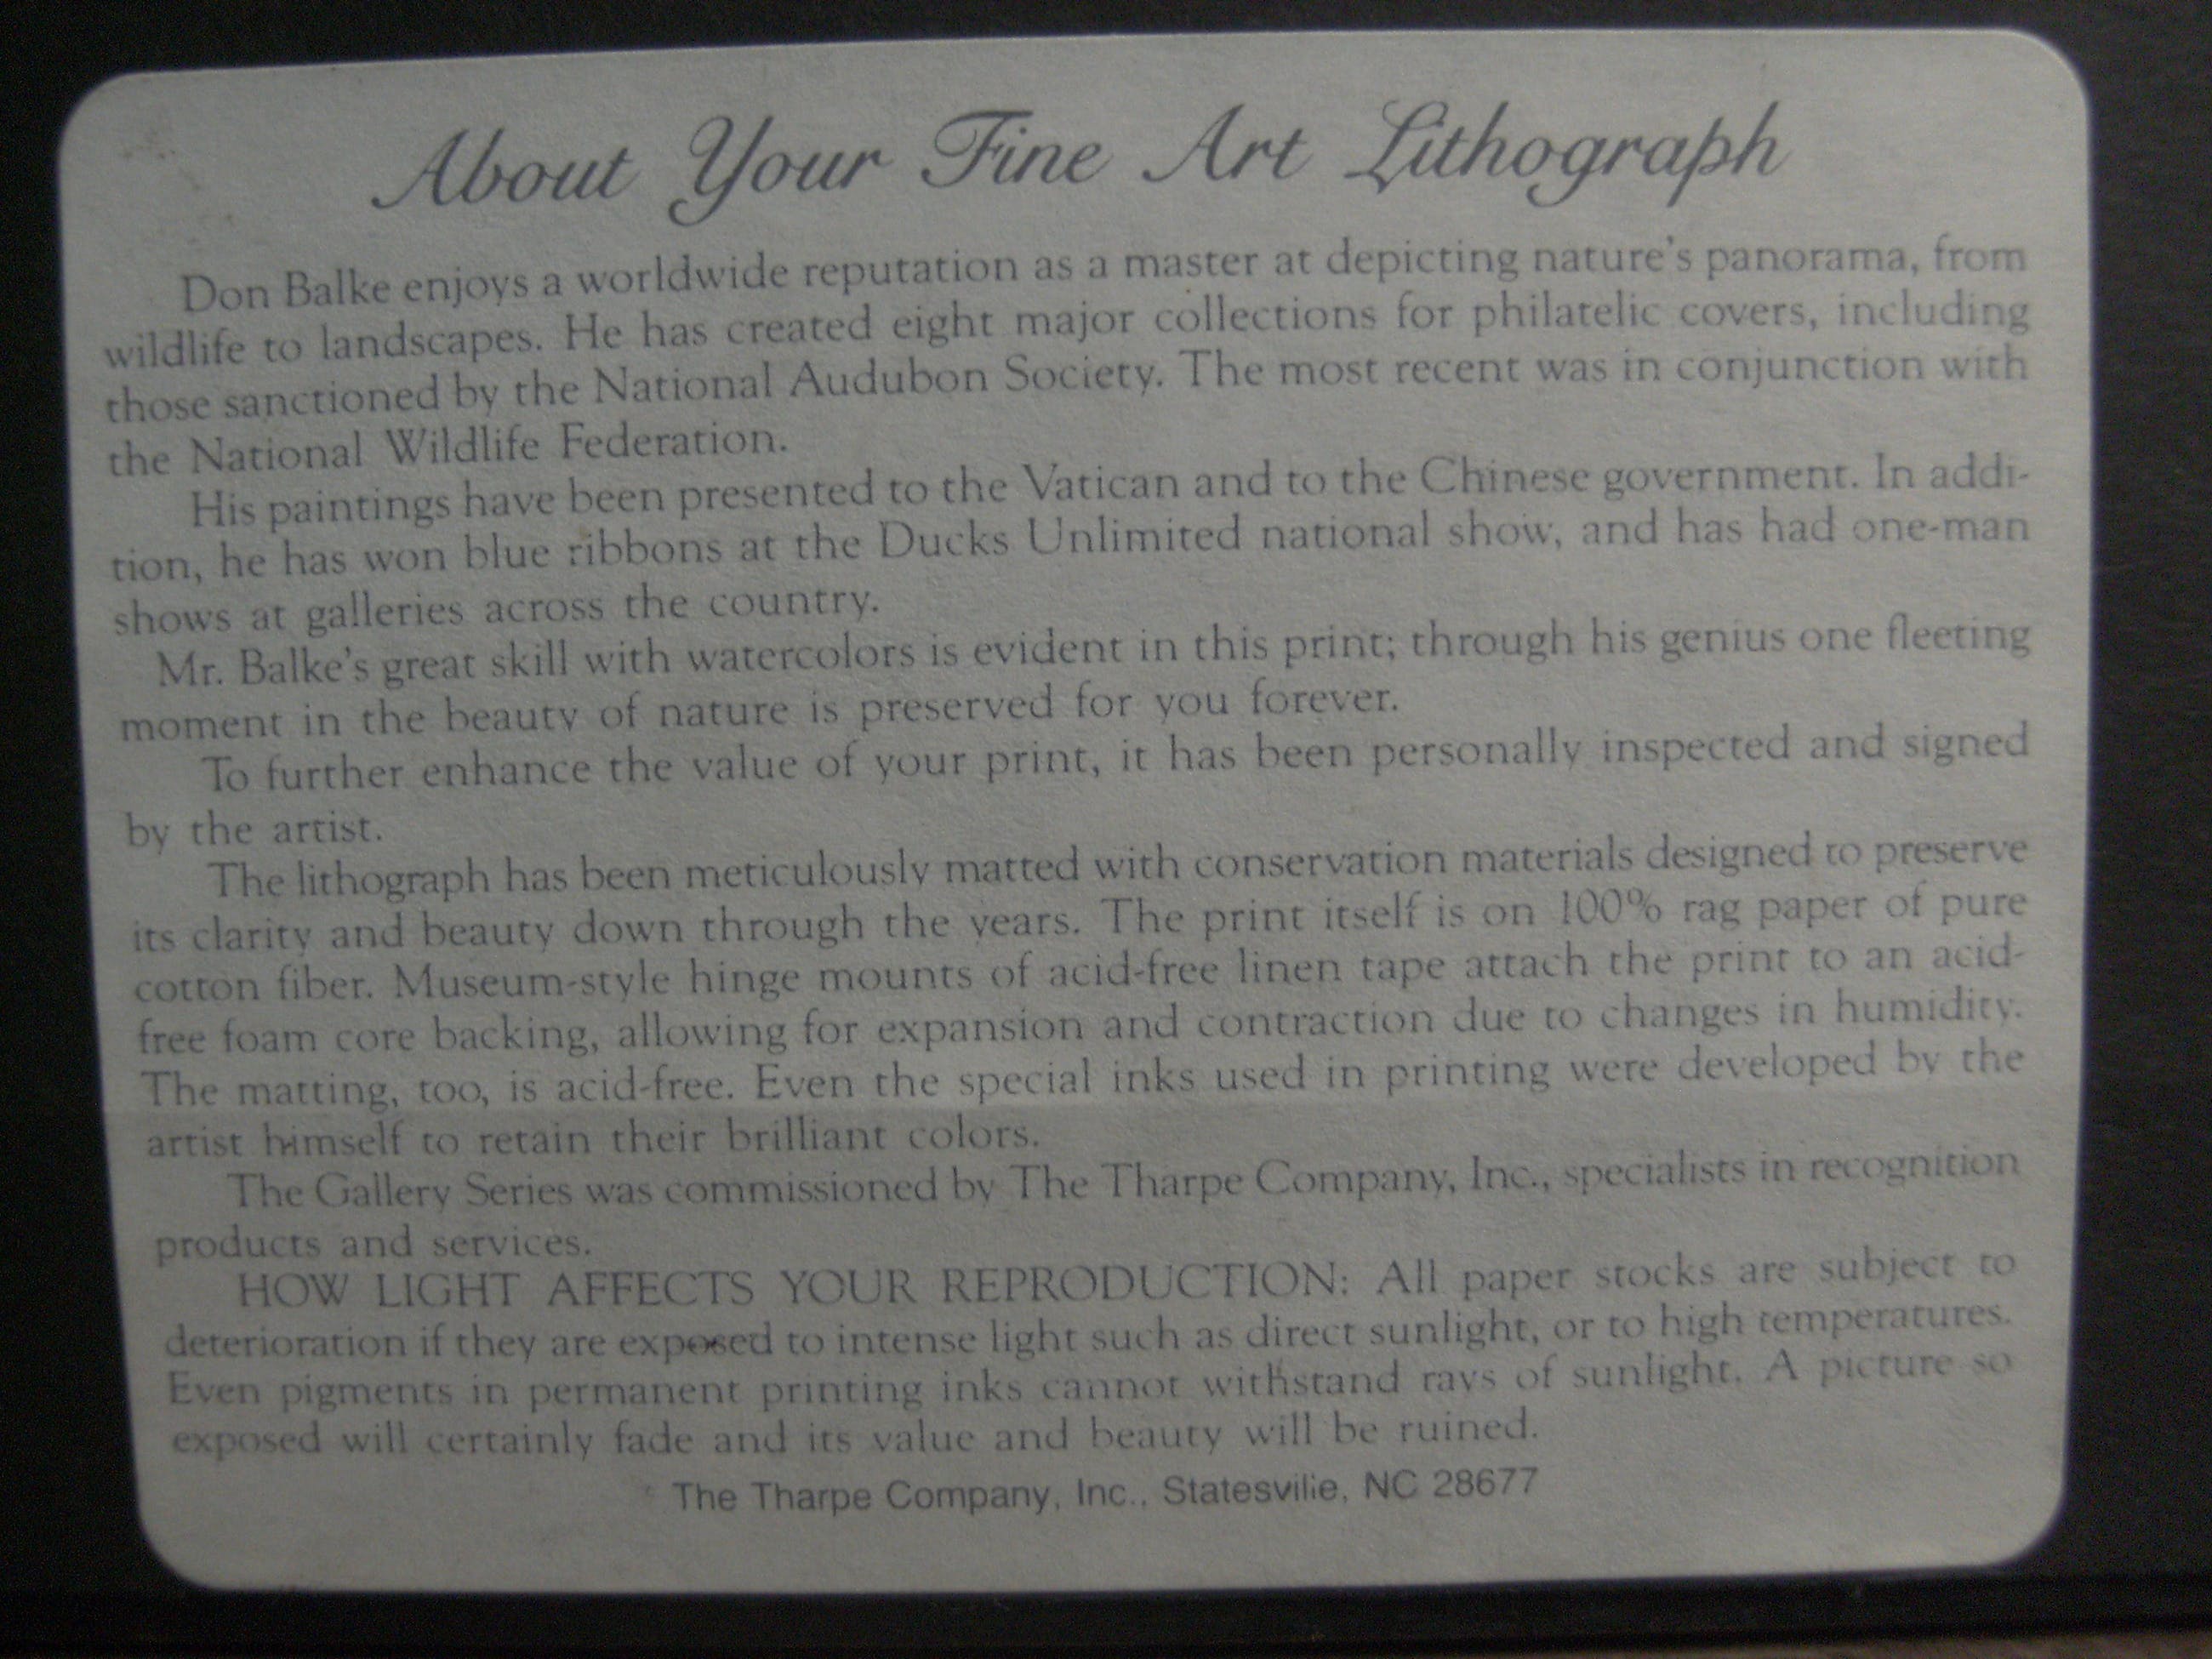 About Your Fine Art Lithograph
Don Balke enjoys a worldwide reputation as a master at depicting nature's panorama, from
wildlife to landscapes. He has created eight major collections for philatelic covers, including
those sanctioned by the National Audubon Society. The most recent was in conjunction with
the National Wildlife Federation.
His paintings have been presented to the Vatican and to the Chinese government. In addi-
tion, he has won blue ribbons at the Ducks Unlimited national show, and has had one-man
shows at galleries across the country.
Mr. Balke's great skill with watercolors is evident in this print; through his genius one fleeting
moment in the beauty of nature is preserved for you forever.
To further enhance the value of your print, it has been personally inspected and signed
by the artist.
The lithograph has been meticulously matted with conservation materials designed to preserve
its clarity and beauty down through the years. The print itself is on 100% rag paper of pure
cotton fiber. Museum-style hinge mounts of acid-free linen tape attach the print to an acid-
free foam core backing, allowing for expansion and contraction due to changes in humidity.
The matting, too, is acid-free. Even the special inks used in printing were developed by the
artist himself to retain their brilliant colors.
The Gallery Series was commissioned by The Tharpe Company, Inc., specialists in recognition
products and services.
HOW LIGHT AFFECTS YOUR REPRODUCTION: All paper stocks are subject to
deterioration if they are exposed to intense light such as direct sunlight, or to high temperatures.
Even pigments in permanent printing inks cannot withstand rays of sunlight. A picture so
exposed will certainly fade and its value and beauty will be ruined.
The Tharpe Company, Inc., Statesville, NC 28677